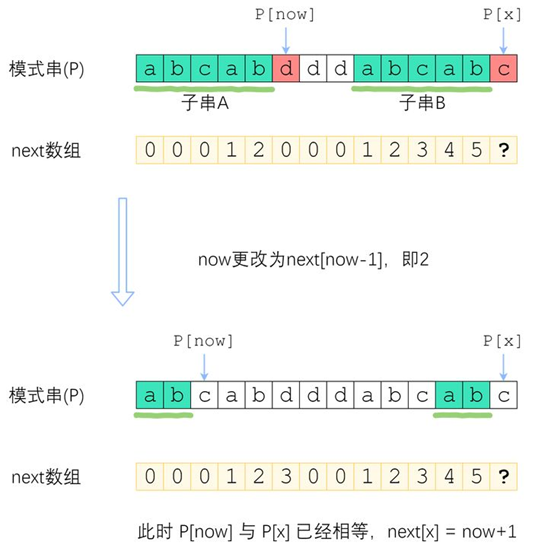 P[now] P[x]
模式串(P) a b c a b d d d a b c a b c
子串A 子串B
next数组 0 0 0 1 2 0 0 0 1 2 3 4 5 ?
now更改为next[now-1]，即2
P[now] P[x]
模式串(P) a b c a b d d d a b c a b c
next数组 0 0 0 1 2 3 0 0 1 2 3 4 5 ?
此时 P[now] 与 P[x] 已经相等，next[x] = now+1